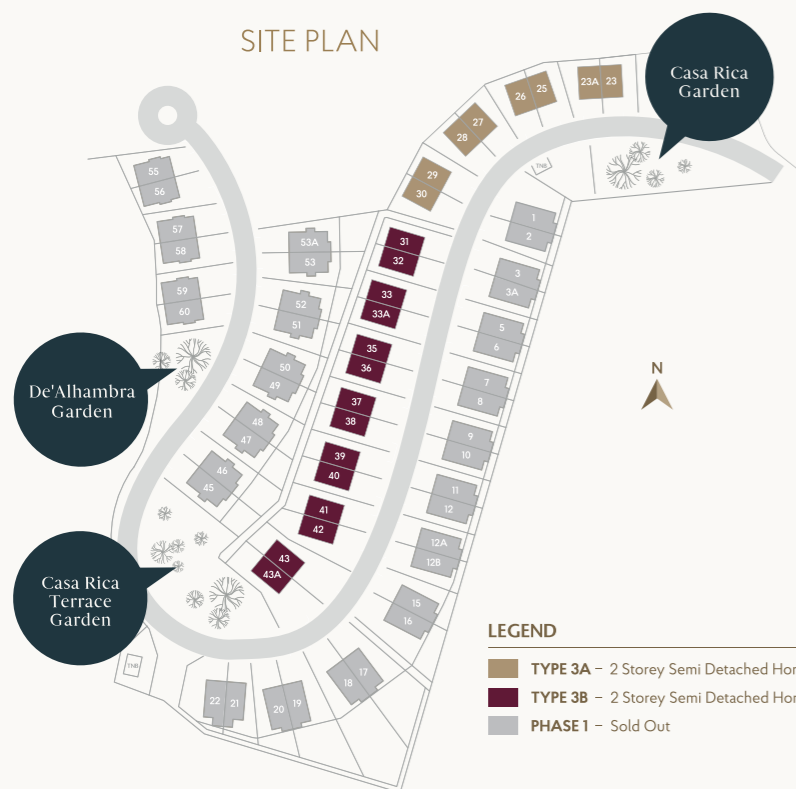 SITE PLAN
Casa Rica
Garden
23A 23
26 25
27
28
29
30
TNB
31
32
33
33A
35
36
37
38
39
40
41
42
43
43A
1
2
3
3A
5
6
7
8
9
10
11
12
12A
12B
15
16
17
18
20 19
22 21
55
56
57
58
59
60
53A
53
52
51
50
49
48
47
46
45
De'Alhambra
Garden
Casa Rica
Terrace
Garden
TNB
N
LEGEND
TYPE 3A – 2 Storey Semi Detached Hor
TYPE 3B – 2 Storey Semi Detached Hor
PHASE 1 – Sold Out